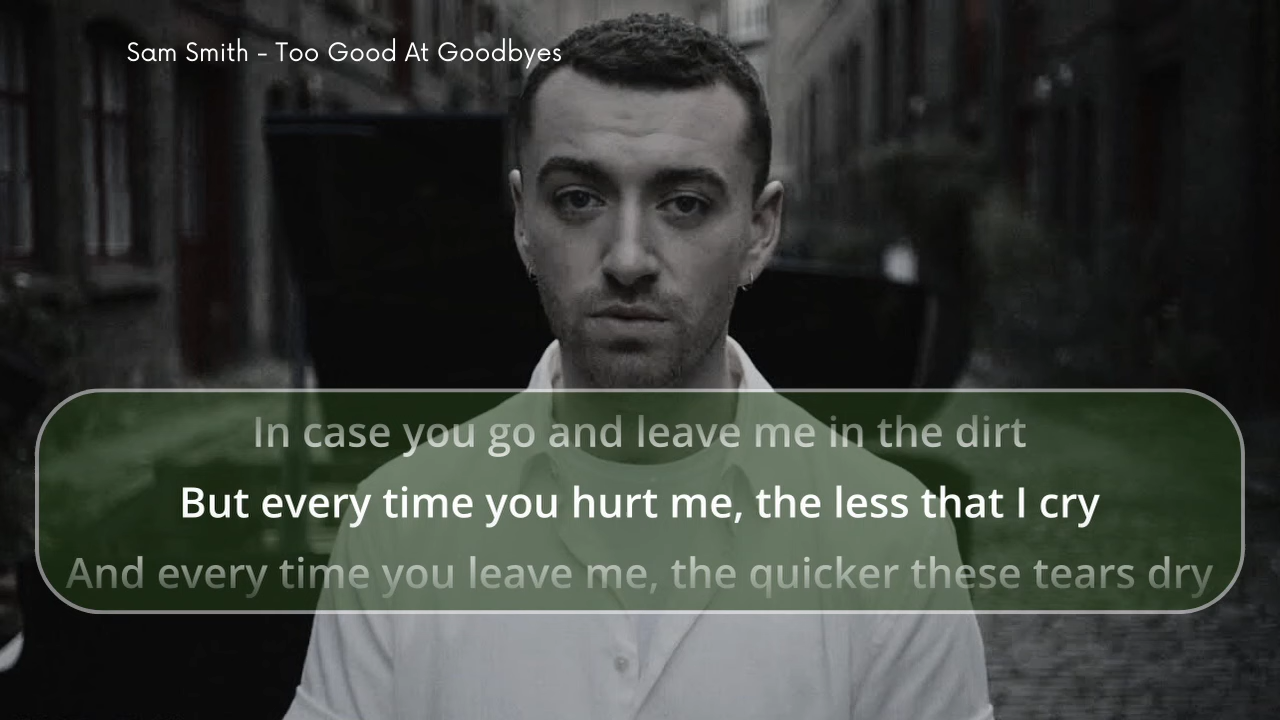 Sam Smith - Too Good At Goodbyes
In case you go and leave me in the dirt
But every time you hurt me, the less that I cry
And every time you leave me, the quicker these tears dry